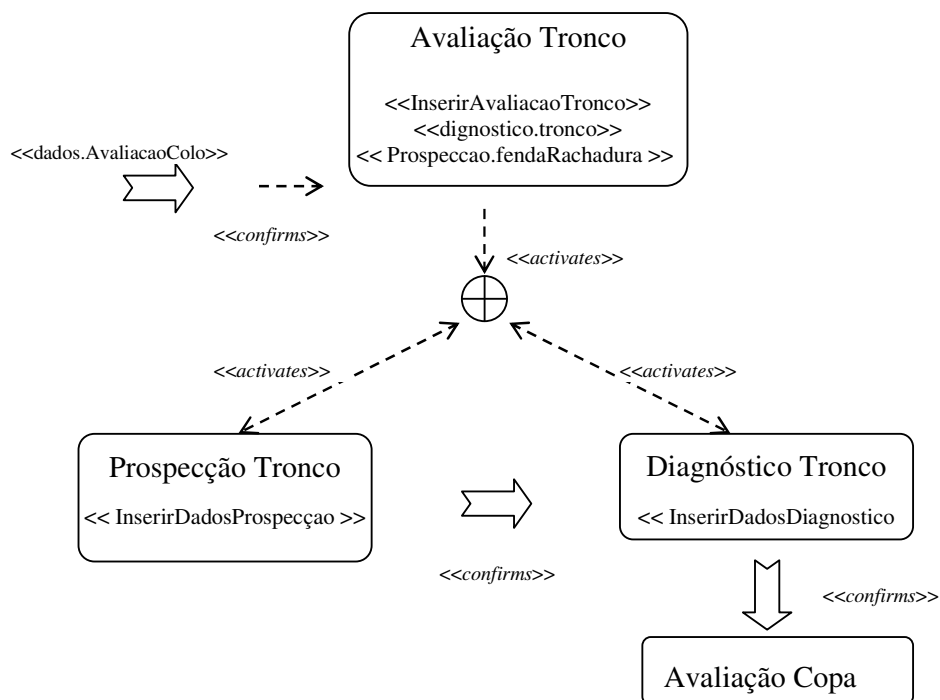 Avaliação Tronco
<<InserirAvaliacaoTronco>>
<<dignostico.tronco>>
<< Prospeccao.fendaRachadura >>
<<dados.AvaliacaoColo>>
<<confirms>>
<<activates>>
<<activates>>
<<activates>>
Prospecção Tronco
<< InserirDadosProspecçao >>
Diagnóstico Tronco
<< InserirDadosDiagnostico
<<confirms>>
<<confirms>>
Avaliação Copa